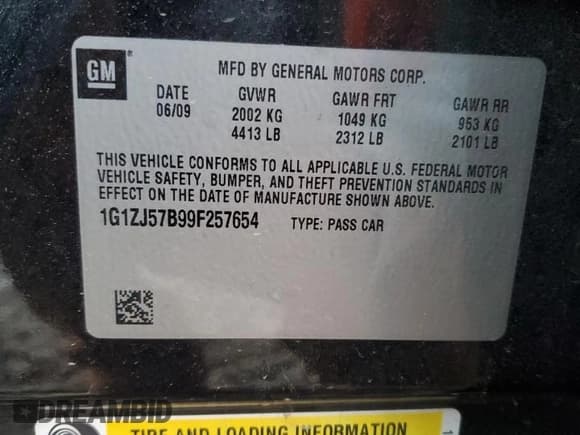 GM
MFD BY GENERAL MOTORS CORP.
DATE GVWR GAWR FRT GAWR RR
06/09 2002 KG 1049 KG 953 KG
4413 LB 2312 LB 2101 LB
THIS VEHICLE CONFORMS TO ALL APPLICABLE U.S. FEDERAL MOTOR
VEHICLE SAFETY, BUMPER, AND THEFT PREVENTION STANDARDS IN
EFFECT ON THE DATE OF MANUFACTURE SHOWN ABOVE.
1G1ZJ57B99F257654 TYPE: PASS CAR
DREAMBID
TIRE AND LOADING INFORMATION